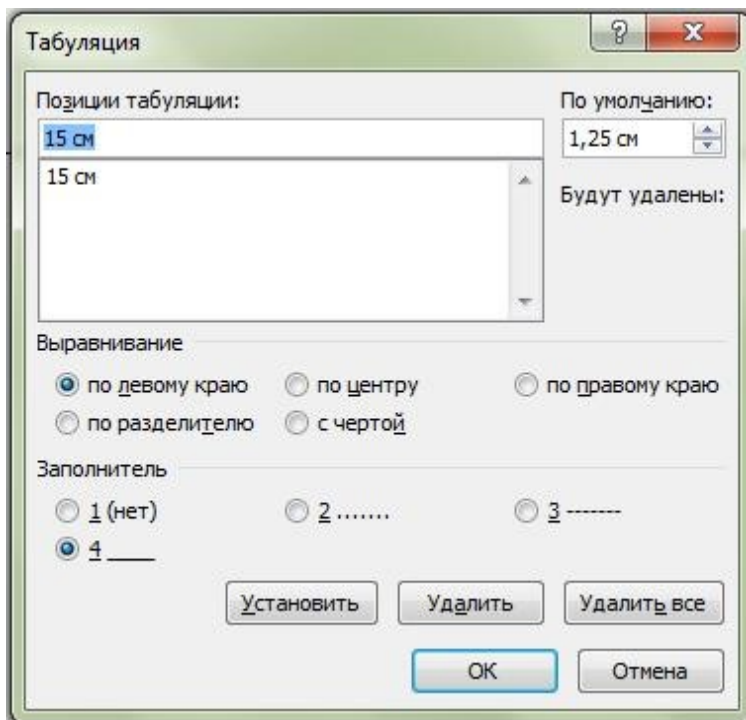 Табуляция
Позиции табуляции: По умолчанию:
15 см 1,25 см
15 см
Будут удалены:
Выравнивание
по левому краю по центру по правому краю
по разделителю с чертой
Заполнитель
1 (нет) 2 ....... 3 -------
4 ____
Установить Удалить Удалить все
ОК Отмена